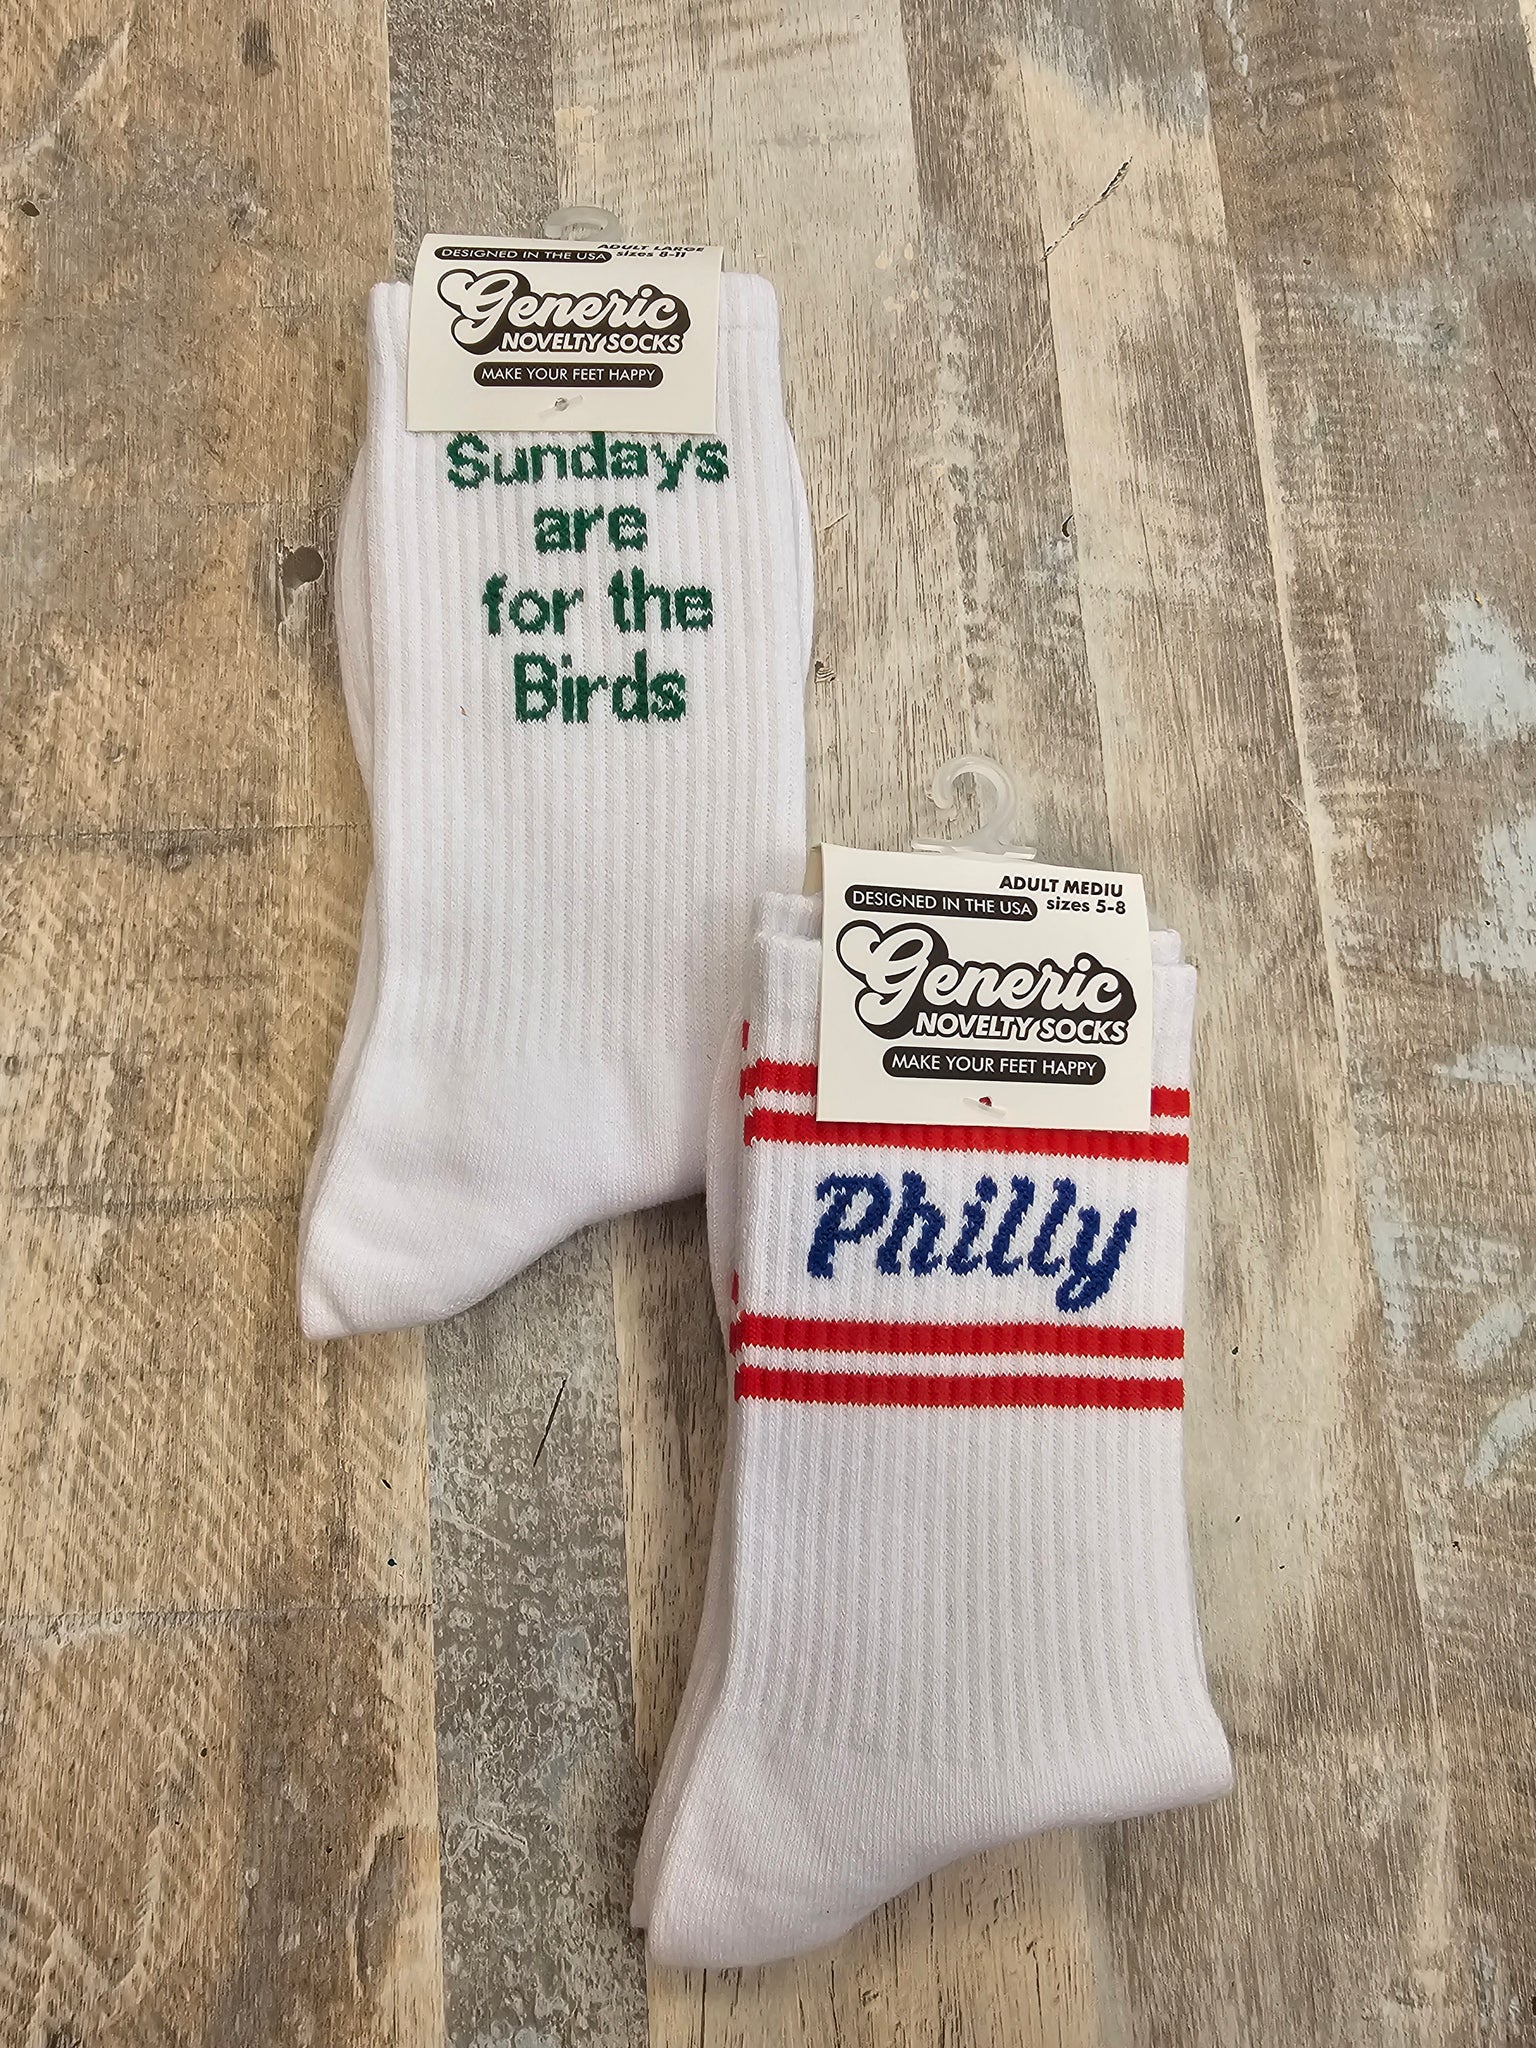 ADULT LARGE
DESIGNED IN THE USA sizes 8-11
Generic
NOVELTY SOCKS
MAKE YOUR FEET HAPPY
Sundays
are
for the
Birds
ADULT MEDIU
DESIGNED IN THE USA sizes 5-8
Generic
NOVELTY SOCKS
MAKE YOUR FEET HAPPY
Philly